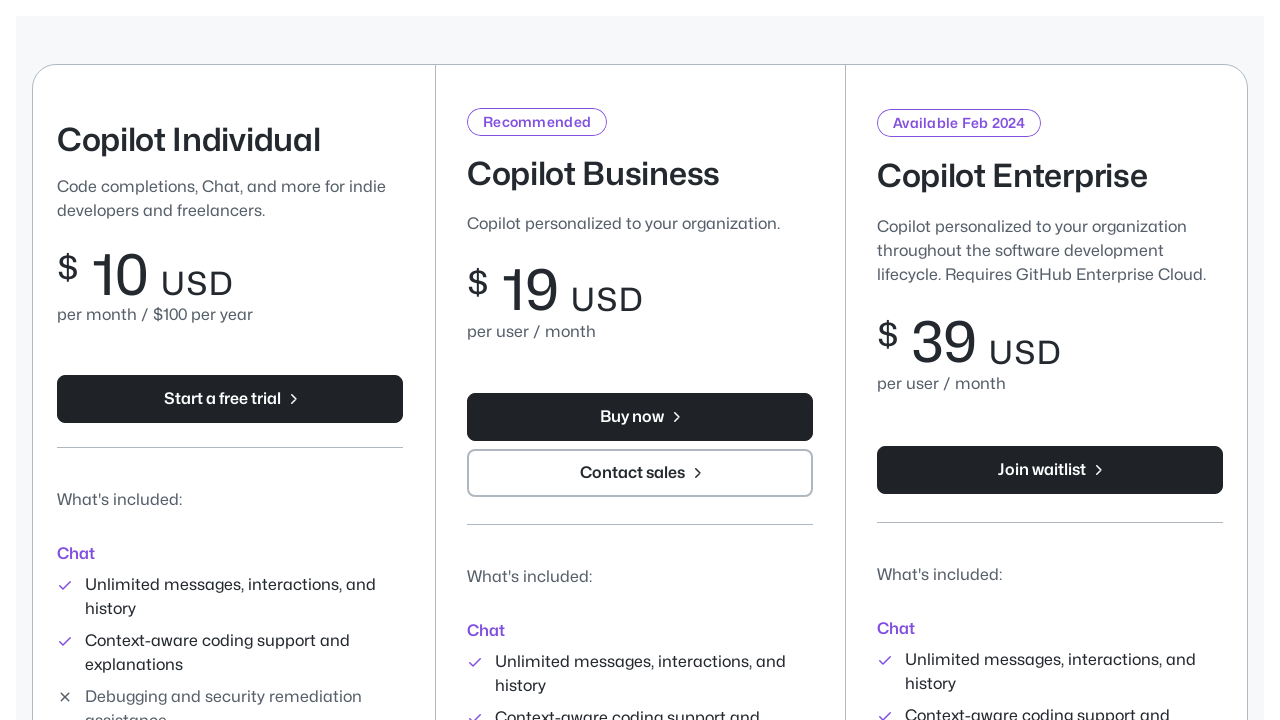 Copilot Individual
Code completions, Chat, and more for indie
developers and freelancers.
$ 10 USD
per month / $100 per year
Start a free trial
What's included:
Chat
Unlimited messages, interactions, and
history
Context-aware coding support and
explanations
Debugging and security remediation
assistance
Recommended
Copilot Business
Copilot personalized to your organization.
$ 19 USD
per user / month
Buy now
Contact sales
What's included:
Chat
Unlimited messages, interactions, and
history
Context-aware coding support and
Available Feb 2024
Copilot Enterprise
Copilot personalized to your organization
throughout the software development
lifecycle. Requires GitHub Enterprise Cloud.
$ 39 USD
per user / month
Join waitlist
What's included:
Chat
Unlimited messages, interactions, and
history
Context-aware coding support and